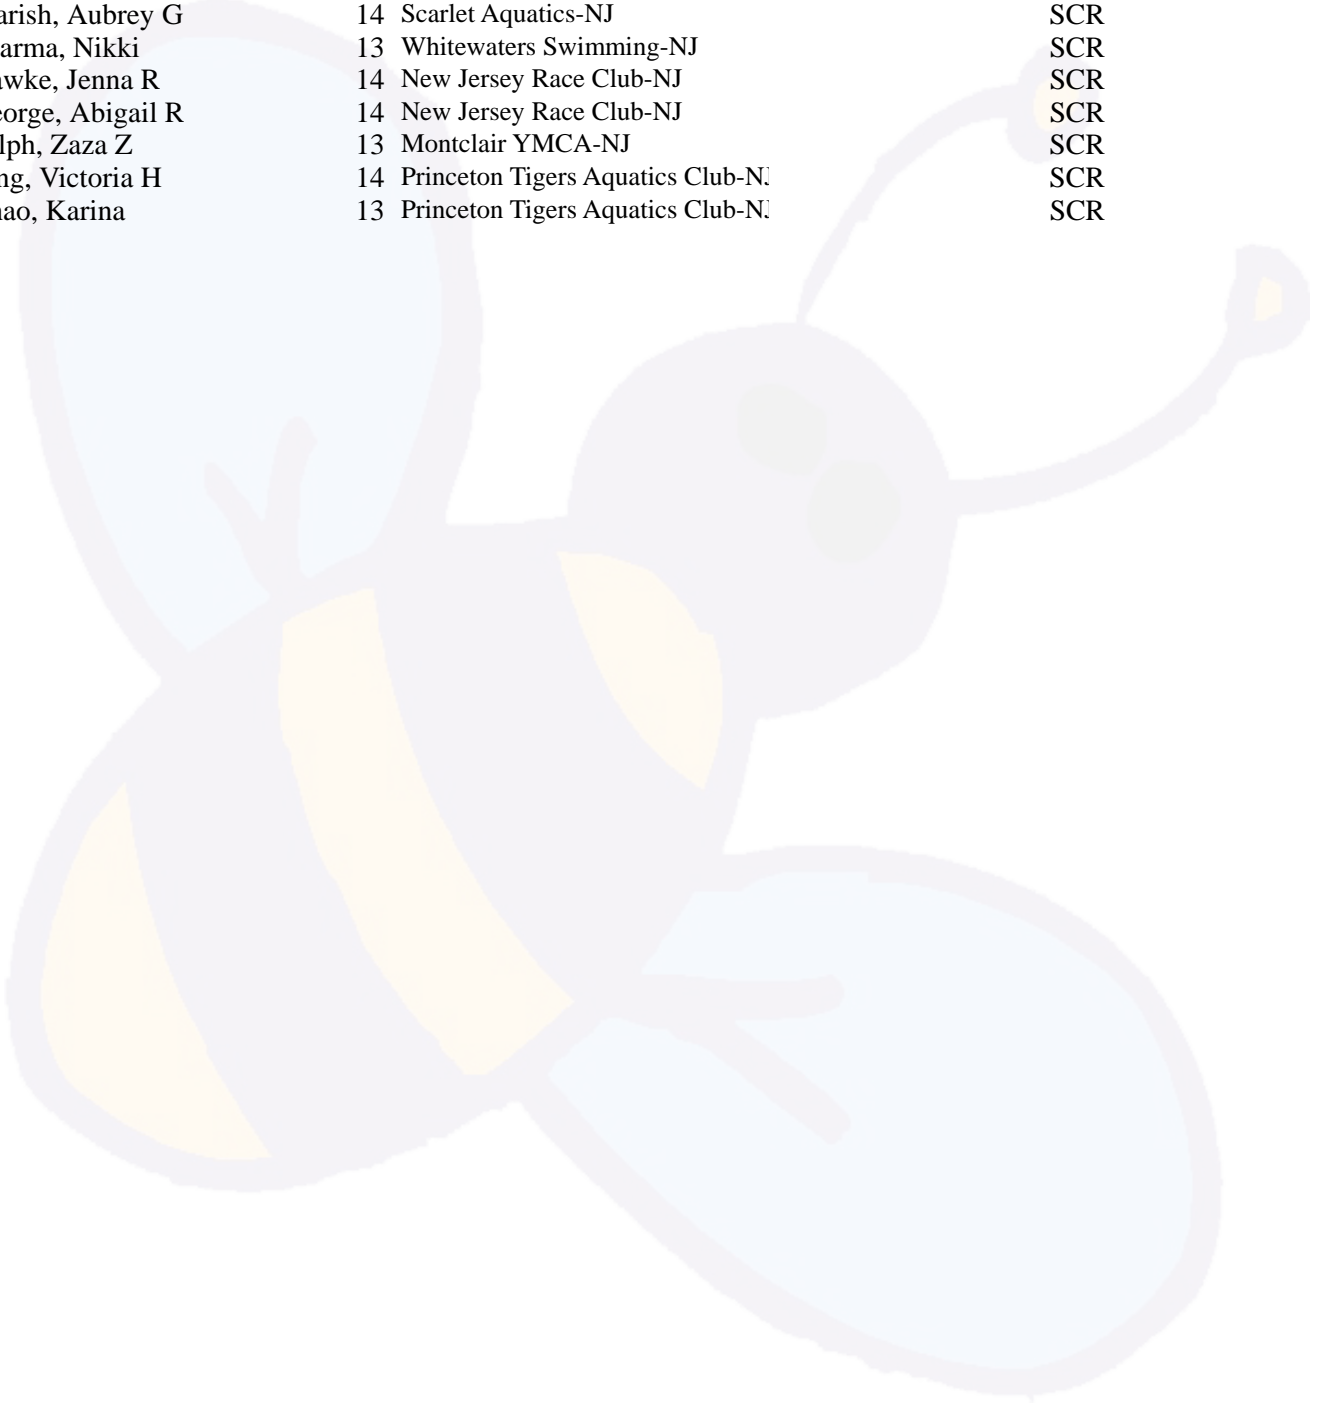 arish, Aubrey G 14 Scarlet Aquatics-NJ SCR
arma, Nikki 13 Whitewaters Swimming-NJ SCR
awke, Jenna R 14 New Jersey Race Club-NJ SCR
eorge, Abigail R 14 New Jersey Race Club-NJ SCR
lph, Zaza Z 13 Montclair YMCA-NJ SCR
ng, Victoria H 14 Princeton Tigers Aquatics Club-NJ SCR
hao, Karina 13 Princeton Tigers Aquatics Club-NJ SCR